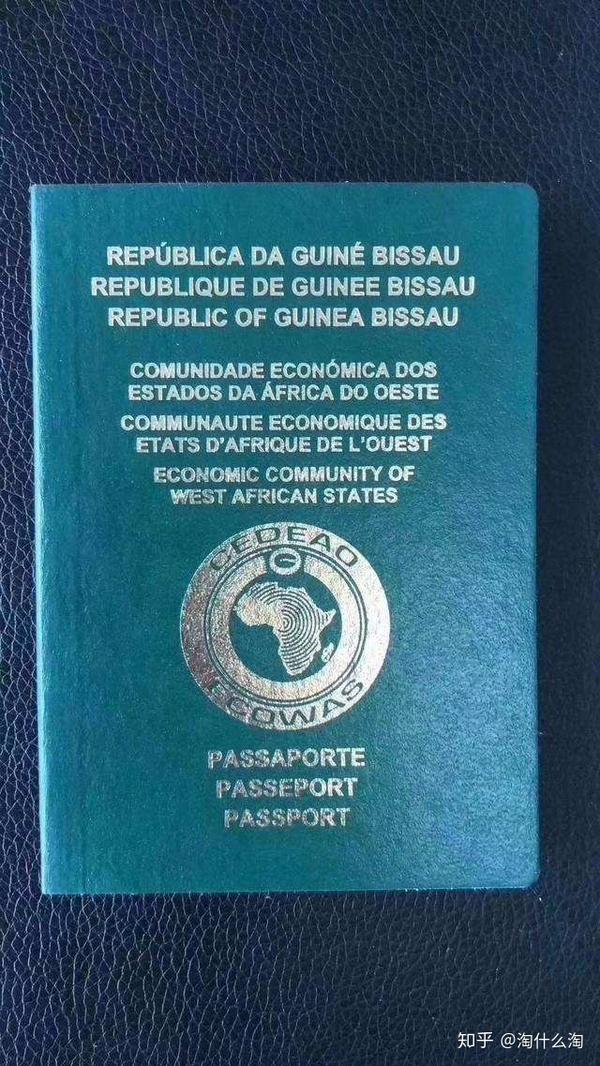 REPÚBLICA DA GUINÉ BISSAU
REPUBLIQUE DE GUINEE BISSAU
REPUBLIC OF GUINEA BISSAU
COMUNIDADE ECONÓMICA DOS
ESTADOS DA ÁFRICA DO OESTE
COMMUNAUTE ECONOMIQUE DES
ETATS D'AFRIQUE DE L'OUEST
ECONOMIC COMMUNITY OF
WEST AFRICAN STATES
CEDEAO
ECOWAS
PASSAPORTE
PASSEPORT
PASSPORT
知乎 @淘什么淘